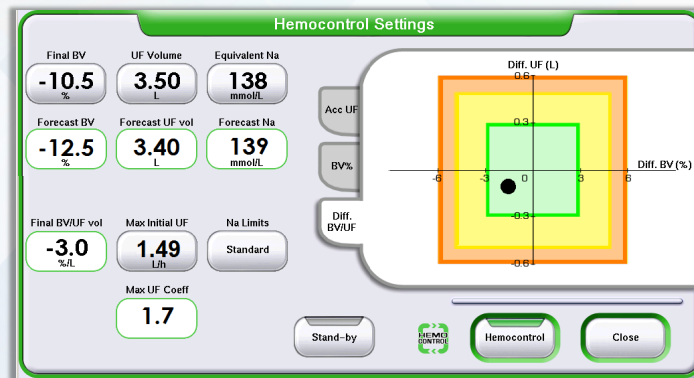 Hemocontrol Settings
Final BV
UF Volume
Equivalent Na
-10.5
%
3.50
L
138
mmol/L
Forecast BV
Forecast UF vol
Forecast Na
-12.5
%
3.40
L
139
mmol/L
Final BV/UF vol
Max Initial UF
Na Limits
-3.0
%/L
1.49
L/h
Standard
Max UF Coeff
1.7
Acc UF
BV%
Diff.
BV/UF
Diff. UF (L)
0.6
0.3
Diff. BV (%)
-6
-3
0
3
6
-0.3
-0.6
Stand-by
HEMO
CONTROL
Hemocontrol
Close